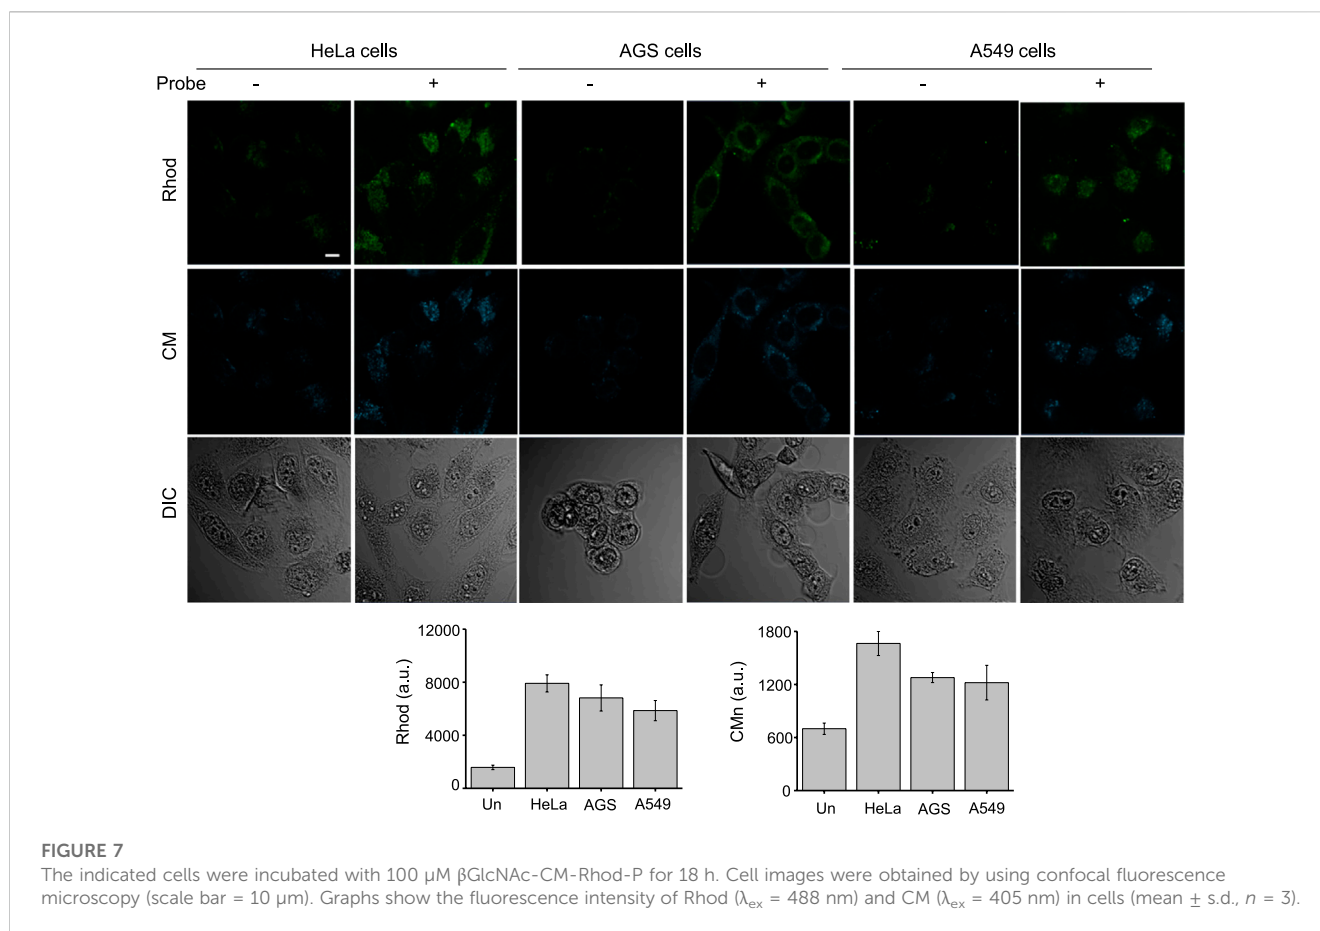 HeLa cells AGS cells A549 cells
Probe - + - + - +
Rhod
CM
DIC
12000
8000
4000
0
Rhod (a.u.)
Un HeLa AGS A549
1800
1200
600
0
CMn (a.u.)
Un HeLa AGS A549
FIGURE 7
The indicated cells were incubated with 100 µM βGlcNAc-CM-Rhod-P for 18 h. Cell images were obtained by using confocal fluorescence
microscopy (scale bar = 10 µm). Graphs show the fluorescence intensity of Rhod (λex = 488 nm) and CM (λex = 405 nm) in cells (mean ± s.d., n = 3).